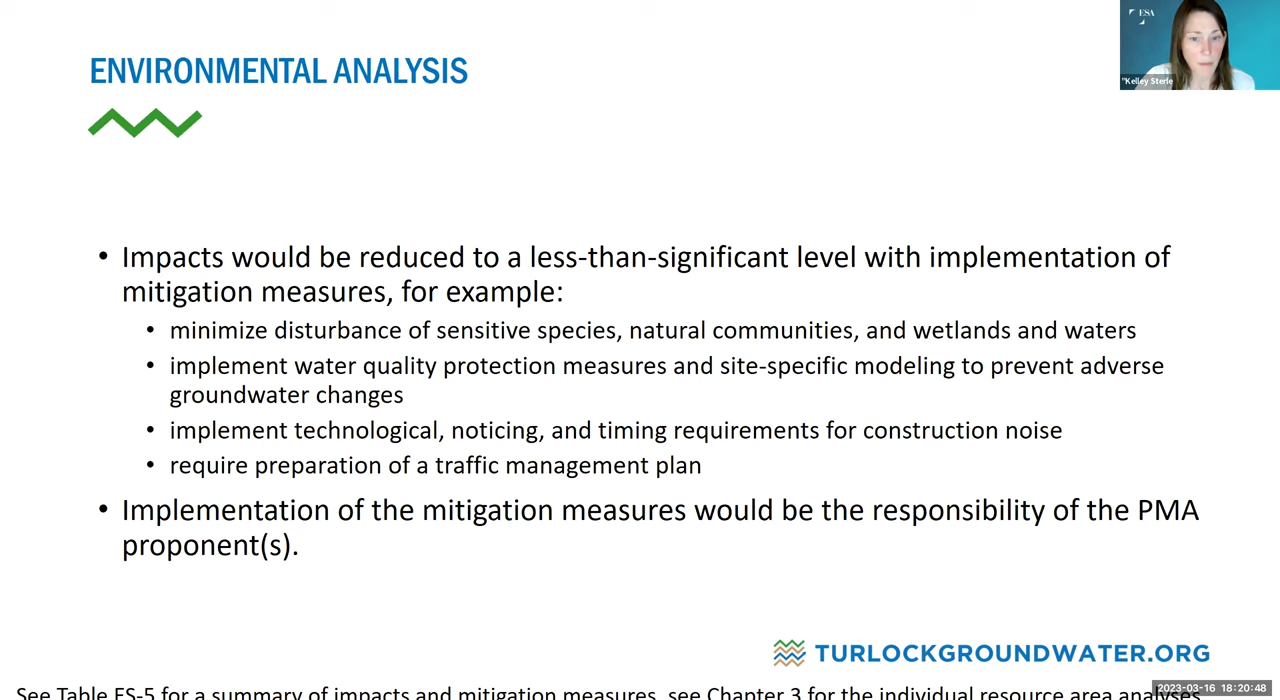 ESA
"Kelley Sterle
ENVIRONMENTAL ANALYSIS
• Impacts would be reduced to a less-than-significant level with implementation of
mitigation measures, for example:
• minimize disturbance of sensitive species, natural communities, and wetlands and waters
• implement water quality protection measures and site-specific modeling to prevent adverse
groundwater changes
• implement technological, noticing, and timing requirements for construction noise
• require preparation of a traffic management plan
• Implementation of the mitigation measures would be the responsibility of the PMA
proponent(s).
TURLOCKGROUNDWATER.ORG
2023-03-16 18:20:48
See Table ES-5 for a summary of impacts and mitigation measures, see Chapter 3 for the individual resource area analyses